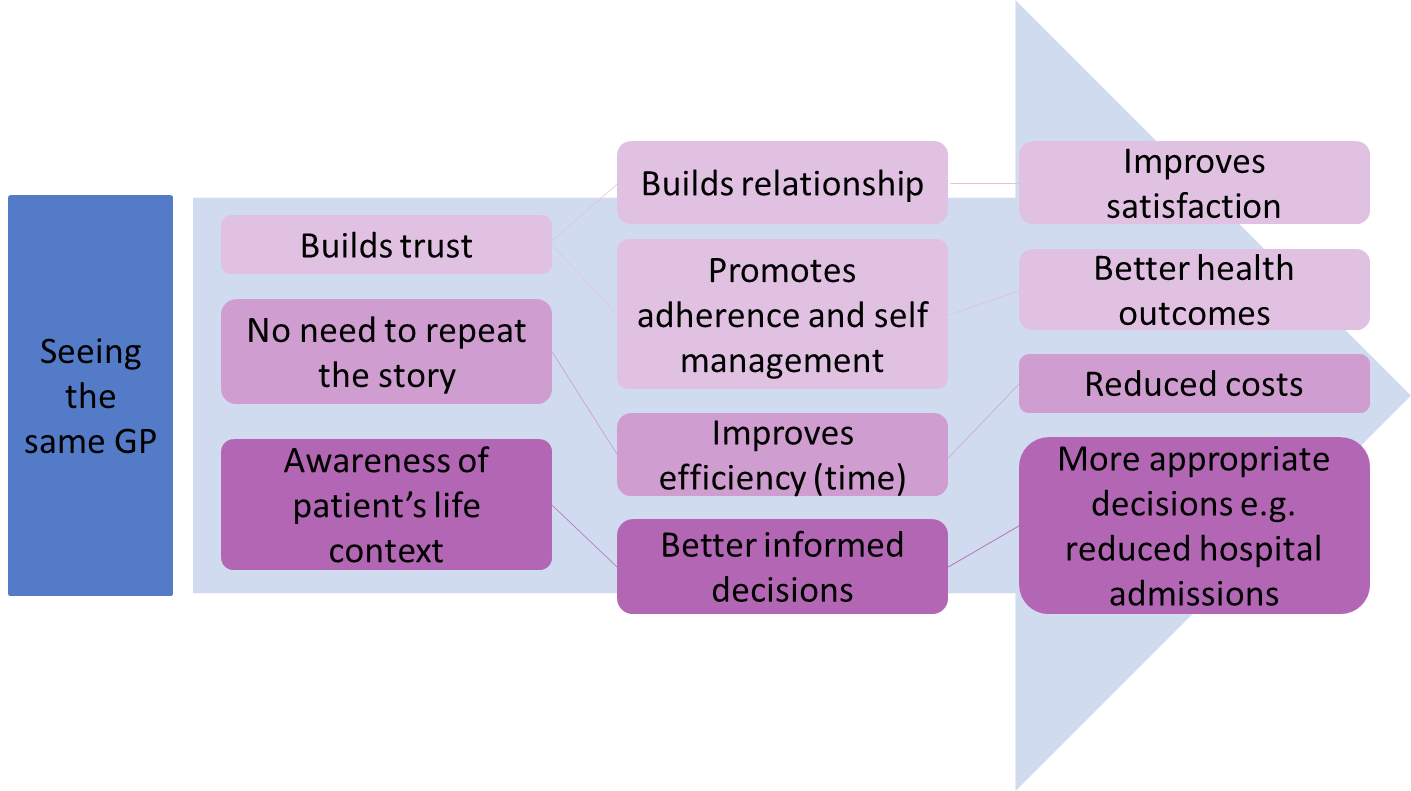 Seeing
the
same GP
Builds trust
No need to repeat
the story
Awareness of
patient’s life
context
Builds relationship
Promotes
adherence and self
management
Improves
efficiency (time)
Better informed
decisions
Improves
satisfaction
Better health
outcomes
Reduced costs
More appropriate
decisions e.g.
reduced hospital
admissions